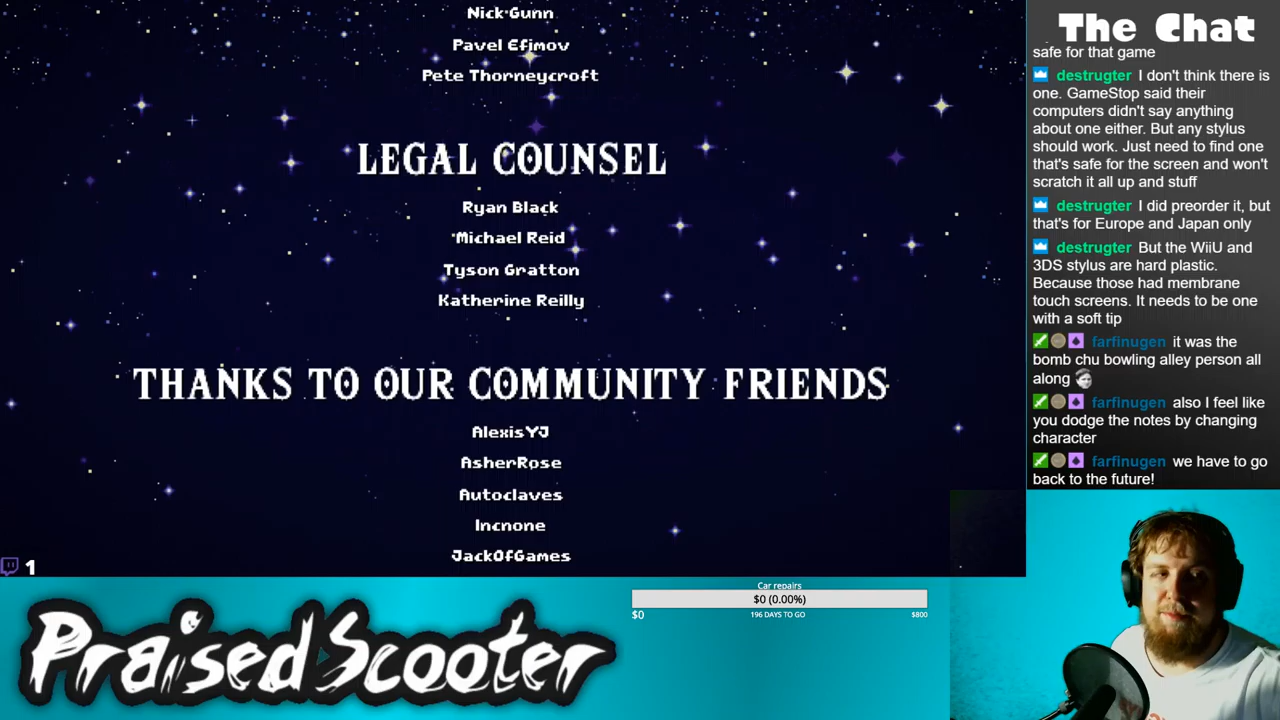 Nick Gunn
Pavel Efimov
Pete Thorneycroft
LEGAL COUNSEL
Ryan Black
Michael Reid
Tyson Gratton
Katherine Reilly
THANKS TO OUR COMMUNITY FRIENDS
AlexisYJ
AsherRose
Autoclaves
Incnone
JackOfGames
1
The Chat
safe for that game
destrugter I don't think there is
one. GameStop said their
computers didn't say anything
about one either. But any stylus
should work. Just need to find one
that's safe for the screen and won't
scratch it all up and stuff
destrugter I did preorder it, but
that's for Europe and Japan only
destrugter But the WiiU and
3DS stylus are hard plastic.
Because those had membrane
touch screens. It needs to be one
with a soft tip
farfinugen it was the
bomb chu bowling alley person all
along
farfinugen also I feel like
you dodge the notes by changing
character
farfinugen we have to go
back to the future!
PraisedScooter
Car repairs
$0 (0.00%)
$0 196 DAYS TO GO $800